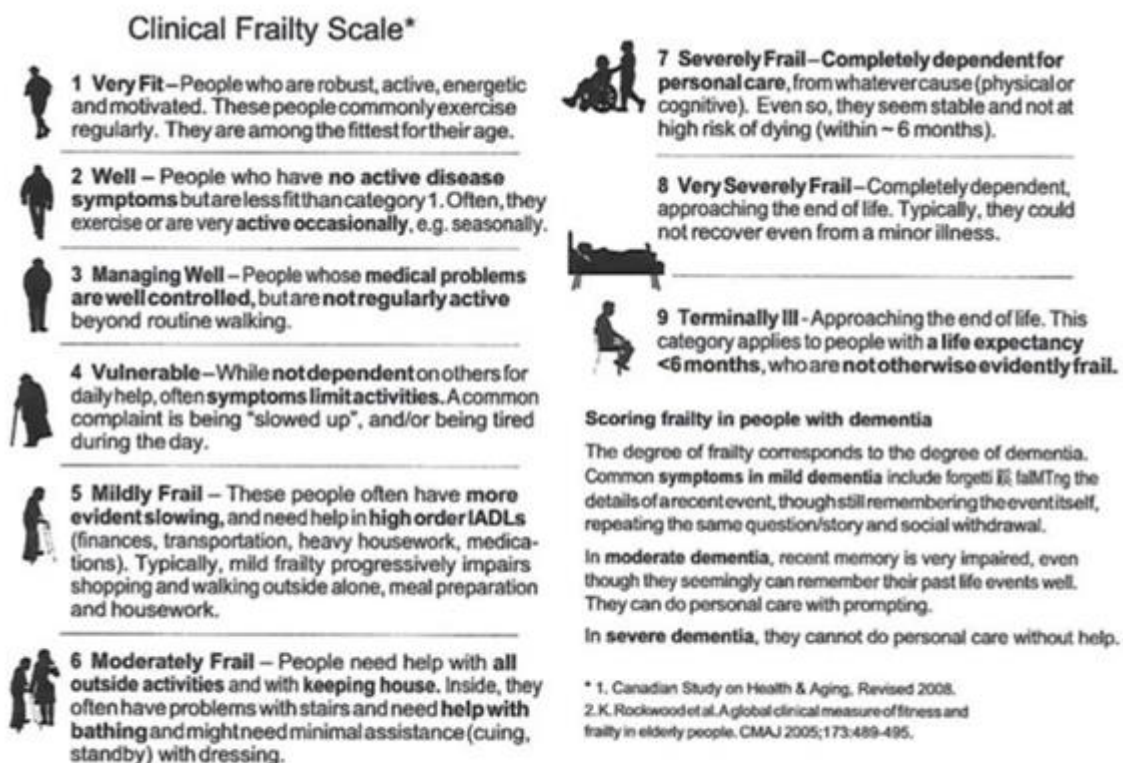 Clinical Frailty Scale*
1 Very Fit – People who are robust, active, energetic
and motivated. These people commonly exercise
regularly. They are among the fittest for their age.
2 Well – People who have no active disease
symptoms but are less fit than category 1. Often, they
exercise or are very active occasionally, e.g. seasonally.
3 Managing Well – People whose medical problems
are well controlled, but are not regularly active
beyond routine walking.
4 Vulnerable – While not dependent on others for
daily help, often symptoms limit activities. A common
complaint is being "slowed up", and/or being tired
during the day.
5 Mildly Frail – These people often have more
evident slowing, and need help in high order IADLs
(finances, transportation, heavy housework, medica-
tions). Typically, mild frailty progressively impairs
shopping and walking outside alone, meal preparation
and housework.
6 Moderately Frail – People need help with all
outside activities and with keeping house. Inside, they
often have problems with stairs and need help with
bathing and might need minimal assistance (cuing,
standby) with dressing.
7 Severely Frail – Completely dependent for
personal care, from whatever cause (physical or
cognitive). Even so, they seem stable and not at
high risk of dying (within ~ 6 months).
8 Very Severely Frail – Completely dependent,
approaching the end of life. Typically, they could
not recover even from a minor illness.
9 Terminally Ill - Approaching the end of life. This
category applies to people with a life expectancy
<6 months, who are not otherwise evidently frail.
Scoring frailty in people with dementia
The degree of frailty corresponds to the degree of dementia.
Common symptoms in mild dementia include forgetti the
details of a recent event, though still remembering the event itself,
repeating the same question/story and social withdrawal.
In moderate dementia, recent memory is very impaired, even
though they seemingly can remember their past life events well.
They can do personal care with prompting.
In severe dementia, they cannot do personal care without help.
* 1. Canadian Study on Health & Aging, Revised 2008.
2. K. Rockwood et al. A global clinical measure of fitness and
frailty in elderly people. CMAJ 2005;173:489-495.